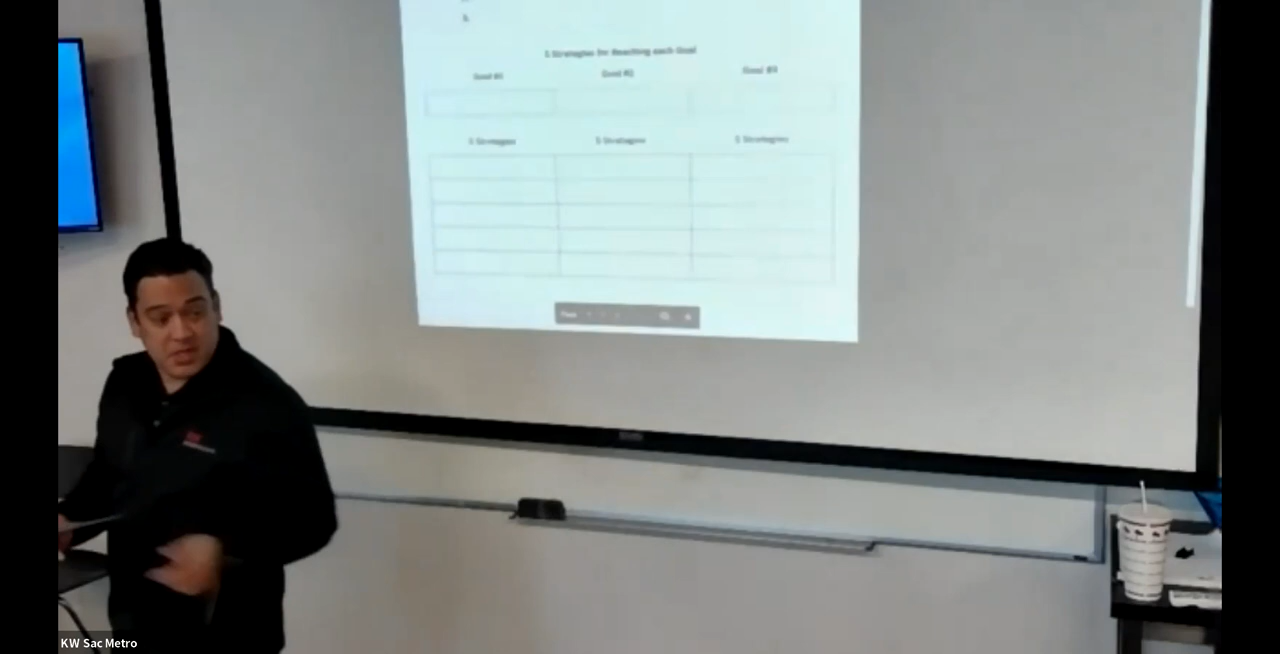 5 Strategies for Reaching each Goal
Goal #1 Goal #2 Goal #3
5 Strategies 5 Strategies 5 Strategies
Page
KW Sac Metro